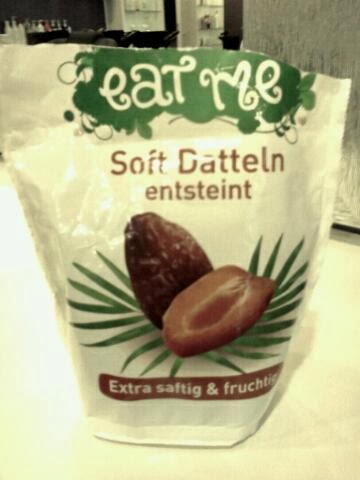 eat me
Soft Datteln
entsteint
Extra saftig & fruchtig